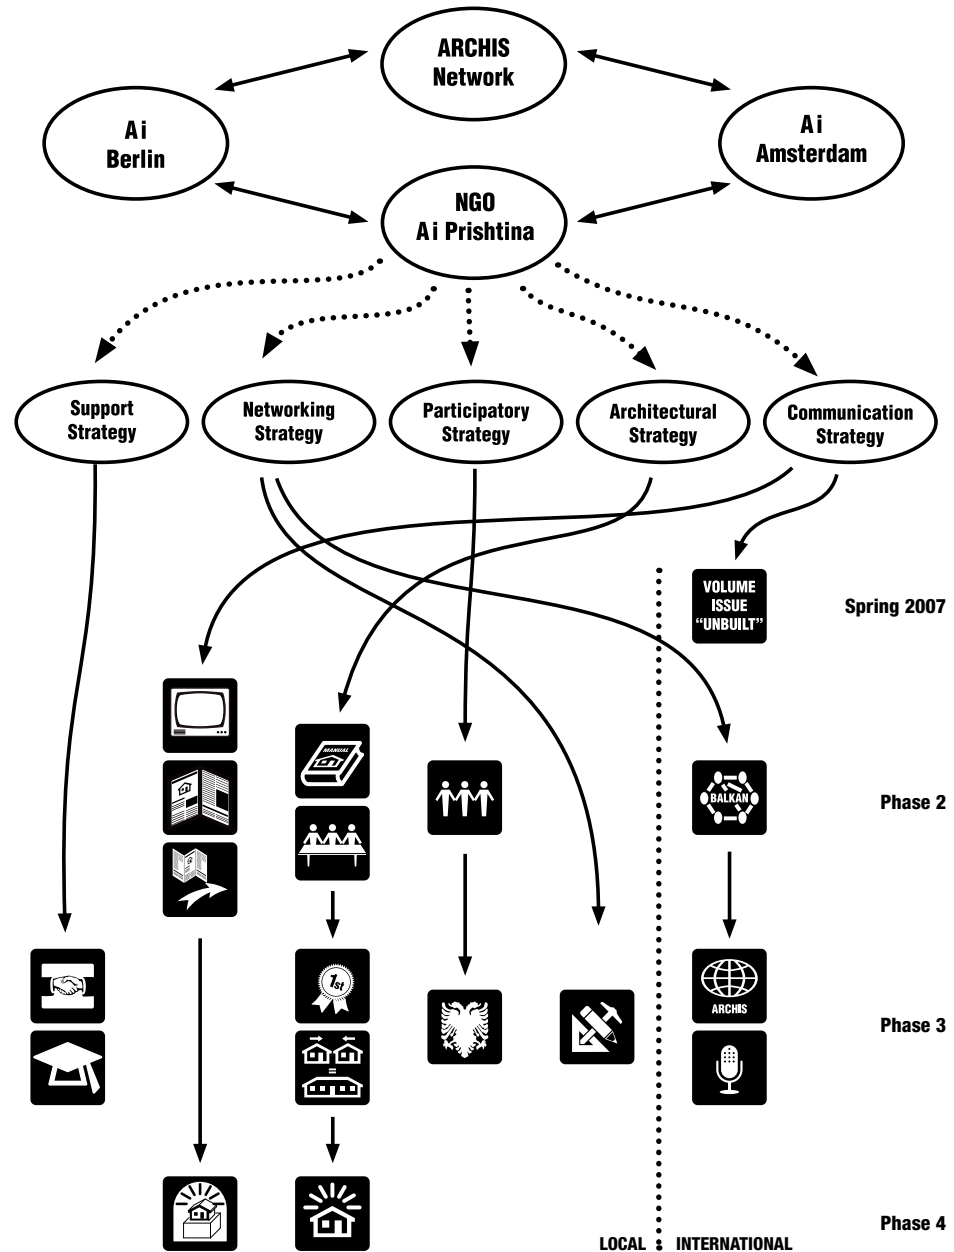 ARCHIS
Network
Ai
Berlin
Ai
Amsterdam
NGO
Ai Prishtina
Support
Strategy
Networking
Strategy
Participatory
Strategy
Architectural
Strategy
Communication
Strategy
VOLUME
ISSUE
“UNBUILT”
Spring 2007
MANUAL
BALKAN
Phase 2
1st
ARCHIS
Phase 3
=
Phase 4
LOCAL
INTERNATIONAL